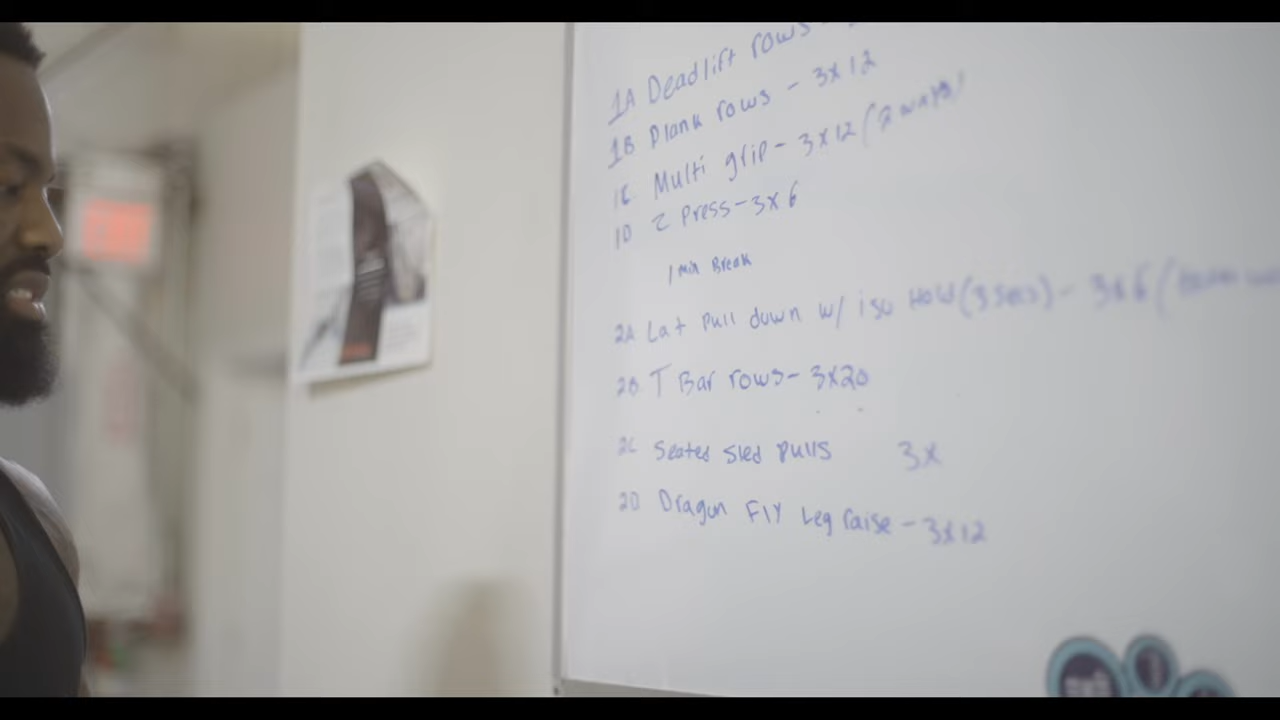 1A Deadlift rows -
1B Plank rows - 3x12
1C Multi grip - 3x12 (2 ways)
1D Z Press - 3x6
1 Min Break
2A Lat Pull down w/ iso Hold (3 secs) - 3x6
2B T Bar rows - 3x20
2C Seated Sled Pulls 3x
2D Dragon Fly Leg raise - 3x12